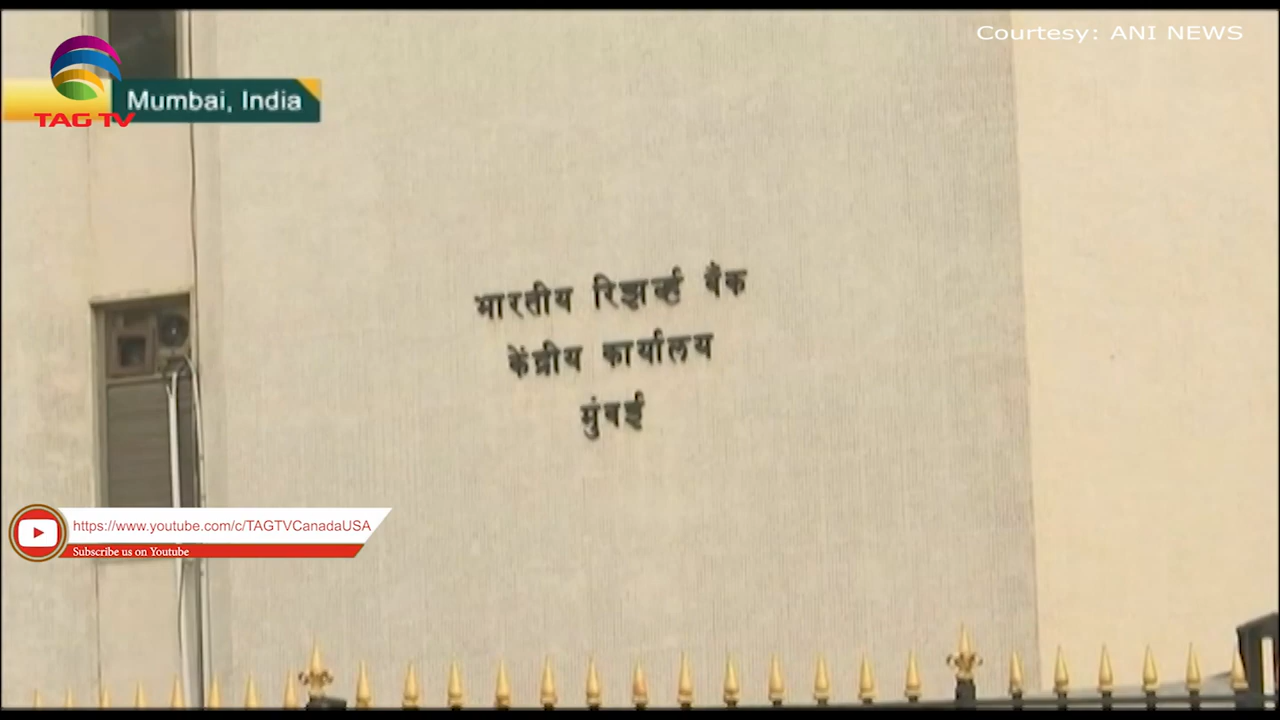 Courtesy: ANI NEWS
Mumbai, India
TAG TV
भारतीय रिझर्व्ह बैंक
केंद्रीय कार्यालय
मुंबई
https://www.youtube.com/c/TAGTVCanadaUSA
Subscribe us on Youtube